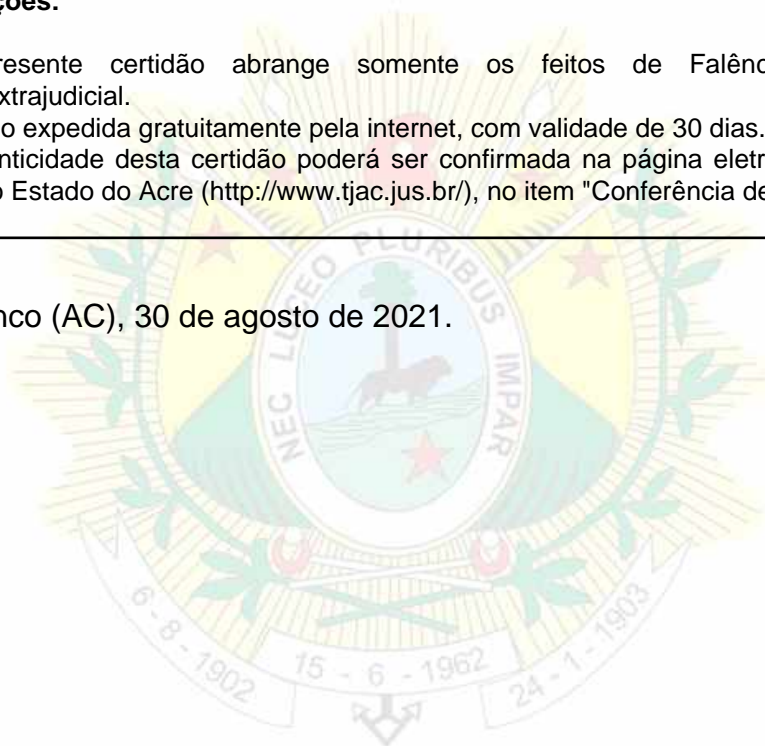 ções:
resente certidão abrange somente os feitos de Falênc
xtrajudicial.
o expedida gratuitamente pela internet, com validade de 30 dias.
nticidade desta certidão poderá ser confirmada na página eletr
o Estado do Acre (http://www.tjac.jus.br/), no item "Conferência de
nco (AC), 30 de agosto de 2021.
NEC LUCEO PLURIBUS IMPAR
6 - 8 - 1902
15 - 6 - 1962
24 - 1 - 1903